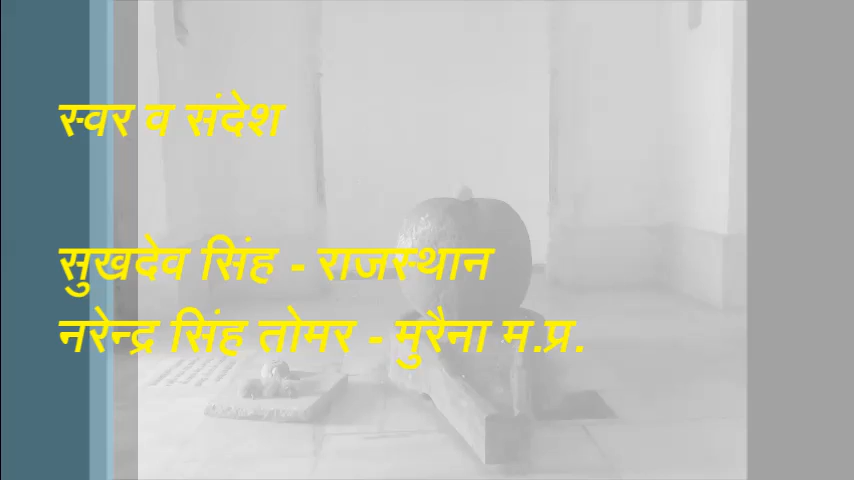 स्वर व संदेश
सुखदेव सिंह - राजस्थान
नरेन्द्र सिंह तोमर - मुरैना म.प्र.